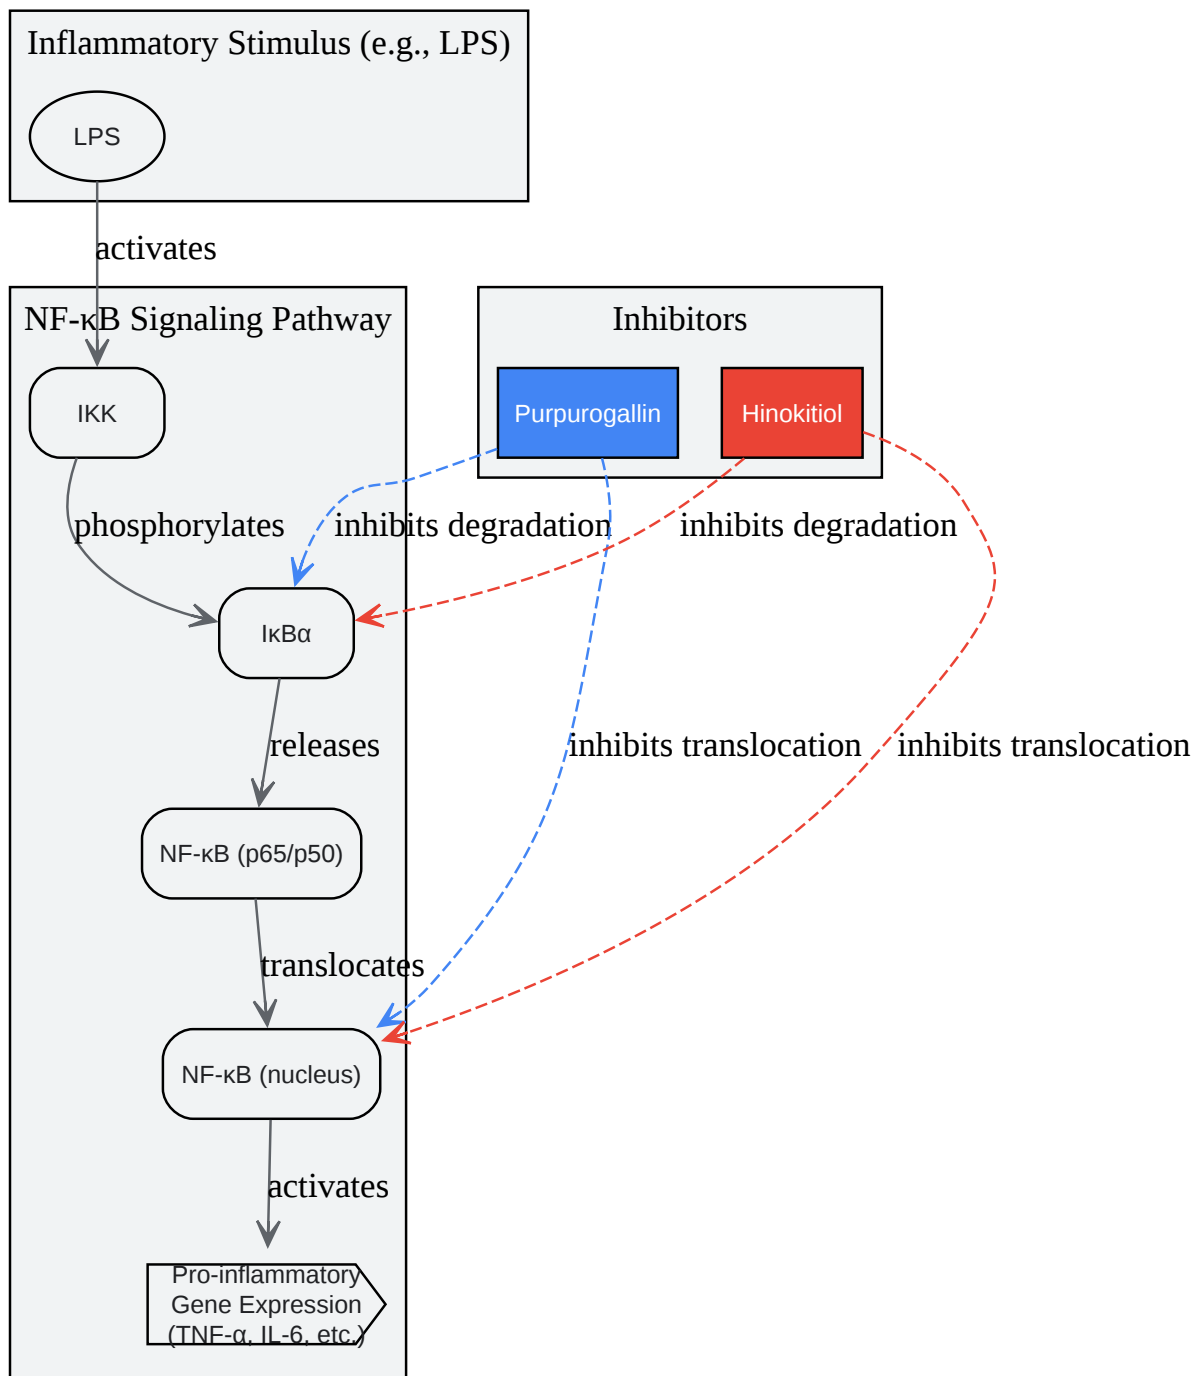 Inflammatory Stimulus (e.g., LPS)
LPS
activates
NF-κB Signaling Pathway
Inhibitors
IKK
Purpurogallin
Hinokitiol
phosphorylates
inhibits degradation
inhibits degradation
IκBα
releases
inhibits translocation
inhibits translocation
NF-κB (p65/p50)
translocates
NF-κB (nucleus)
activates
Pro-inflammatory
Gene Expression
(TNF-α, IL-6, etc.)